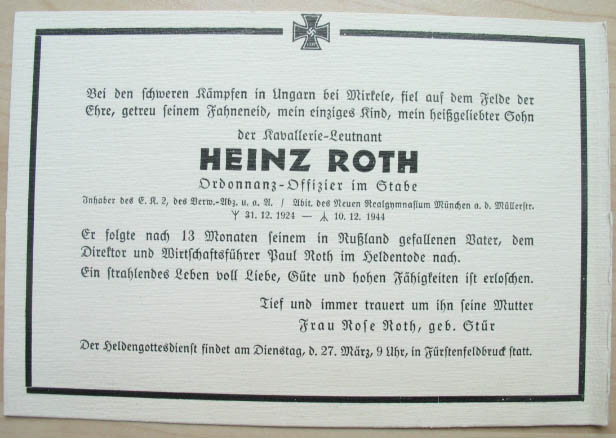 Bei den schweren Kämpfen in Ungarn bei Mirkele, fiel auf dem Felde der
Ehre, getreu seinem Fahneneid, mein einziges Kind, mein heißgeliebter Sohn
der Kavallerie-Leutnant
HEINZ ROTH
Ordonnanz-Offizier im Stabe
Inhaber des E. K. 2, des Verw.-Abz. u. a. A. / Abit. des Neuen Realgymnasium München a. d. Müllerstr.
ᛉ 31. 12. 1924 — ᛣ 10. 12. 1944
Er folgte nach 13 Monaten seinem in Rußland gefallenen Vater, dem
Direktor und Wirtschaftsführer Paul Roth im Heldentode nach.
Ein strahlendes Leben voll Liebe, Güte und hohen Fähigkeiten ist erloschen.
Tief und immer trauert um ihn seine Mutter
Frau Rose Roth, geb. Stür
Der Heldengottesdienst findet am Dienstag, d. 27. März, 9 Uhr, in Fürstenfeldbruck statt.